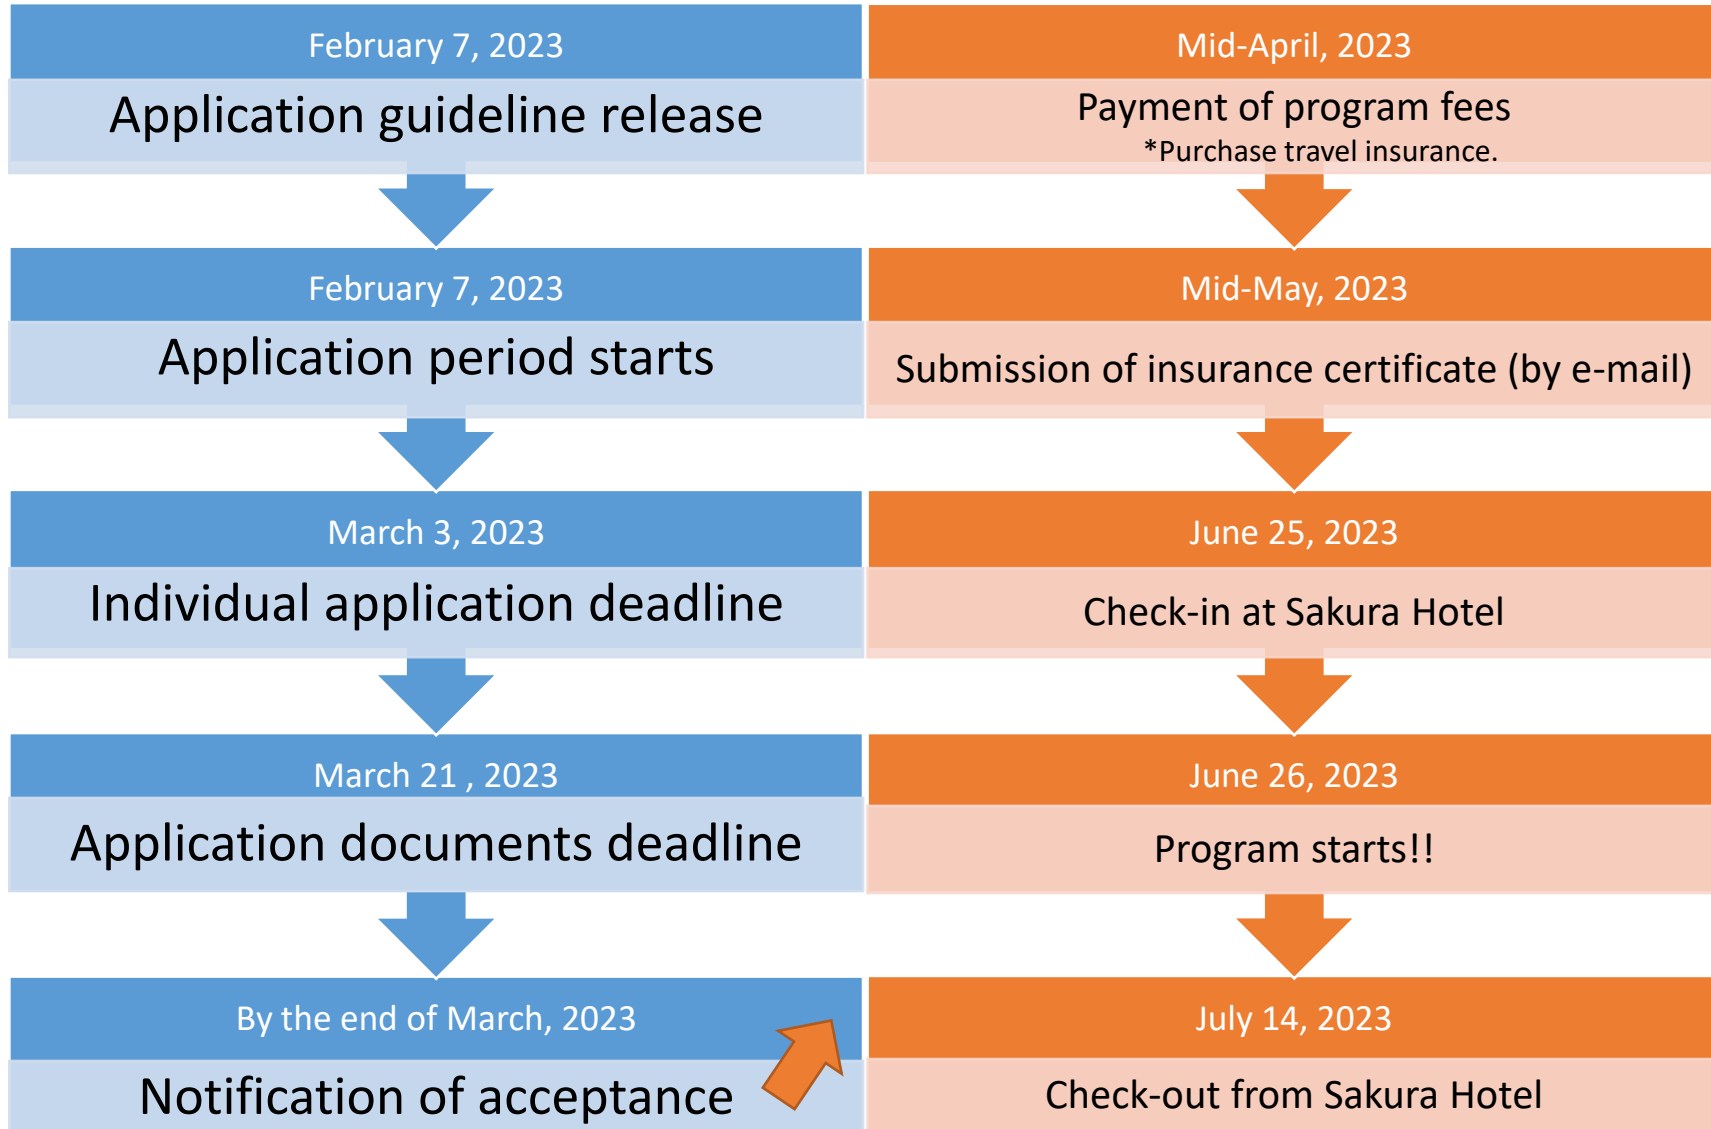 February 7, 2023
Application guideline release
February 7, 2023
Application period starts
March 3, 2023
Individual application deadline
March 21 , 2023
Application documents deadline
By the end of March, 2023
Notification of acceptance
Mid-April, 2023
Payment of program fees
*Purchase travel insurance.
Mid-May, 2023
Submission of insurance certificate (by e-mail)
June 25, 2023
Check-in at Sakura Hotel
June 26, 2023
Program starts!!
July 14, 2023
Check-out from Sakura Hotel